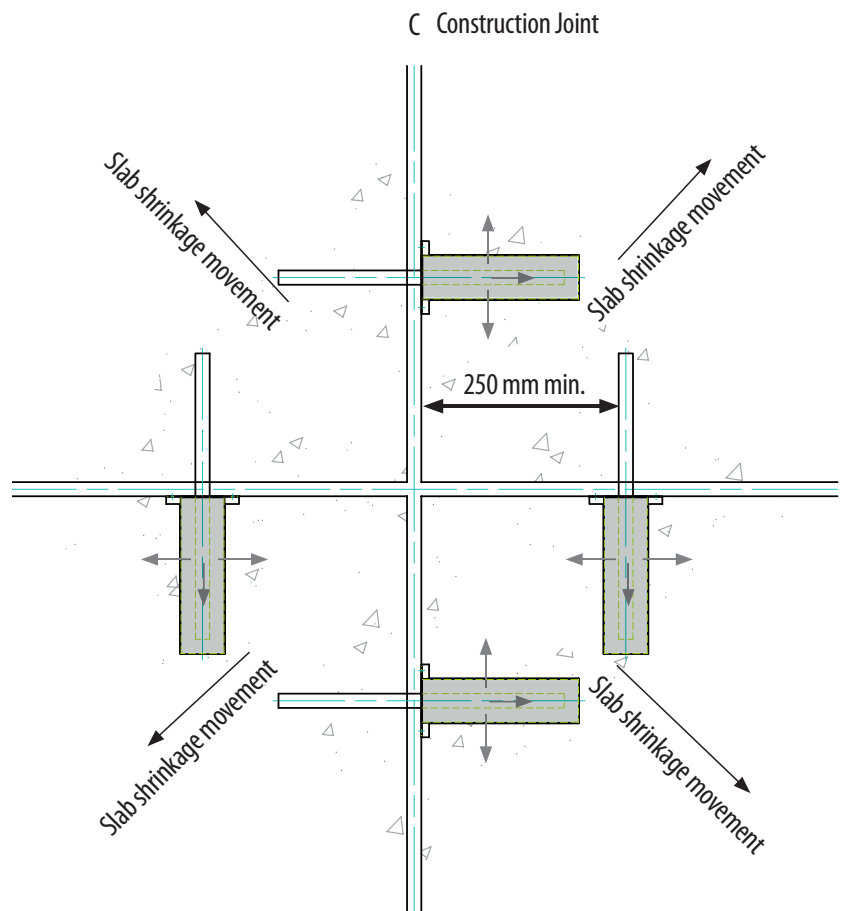 C Construction Joint
Slab shrinkage movement
Slab shrinkage movement
250 mm min.
Slab shrinkage movement
Slab shrinkage movement